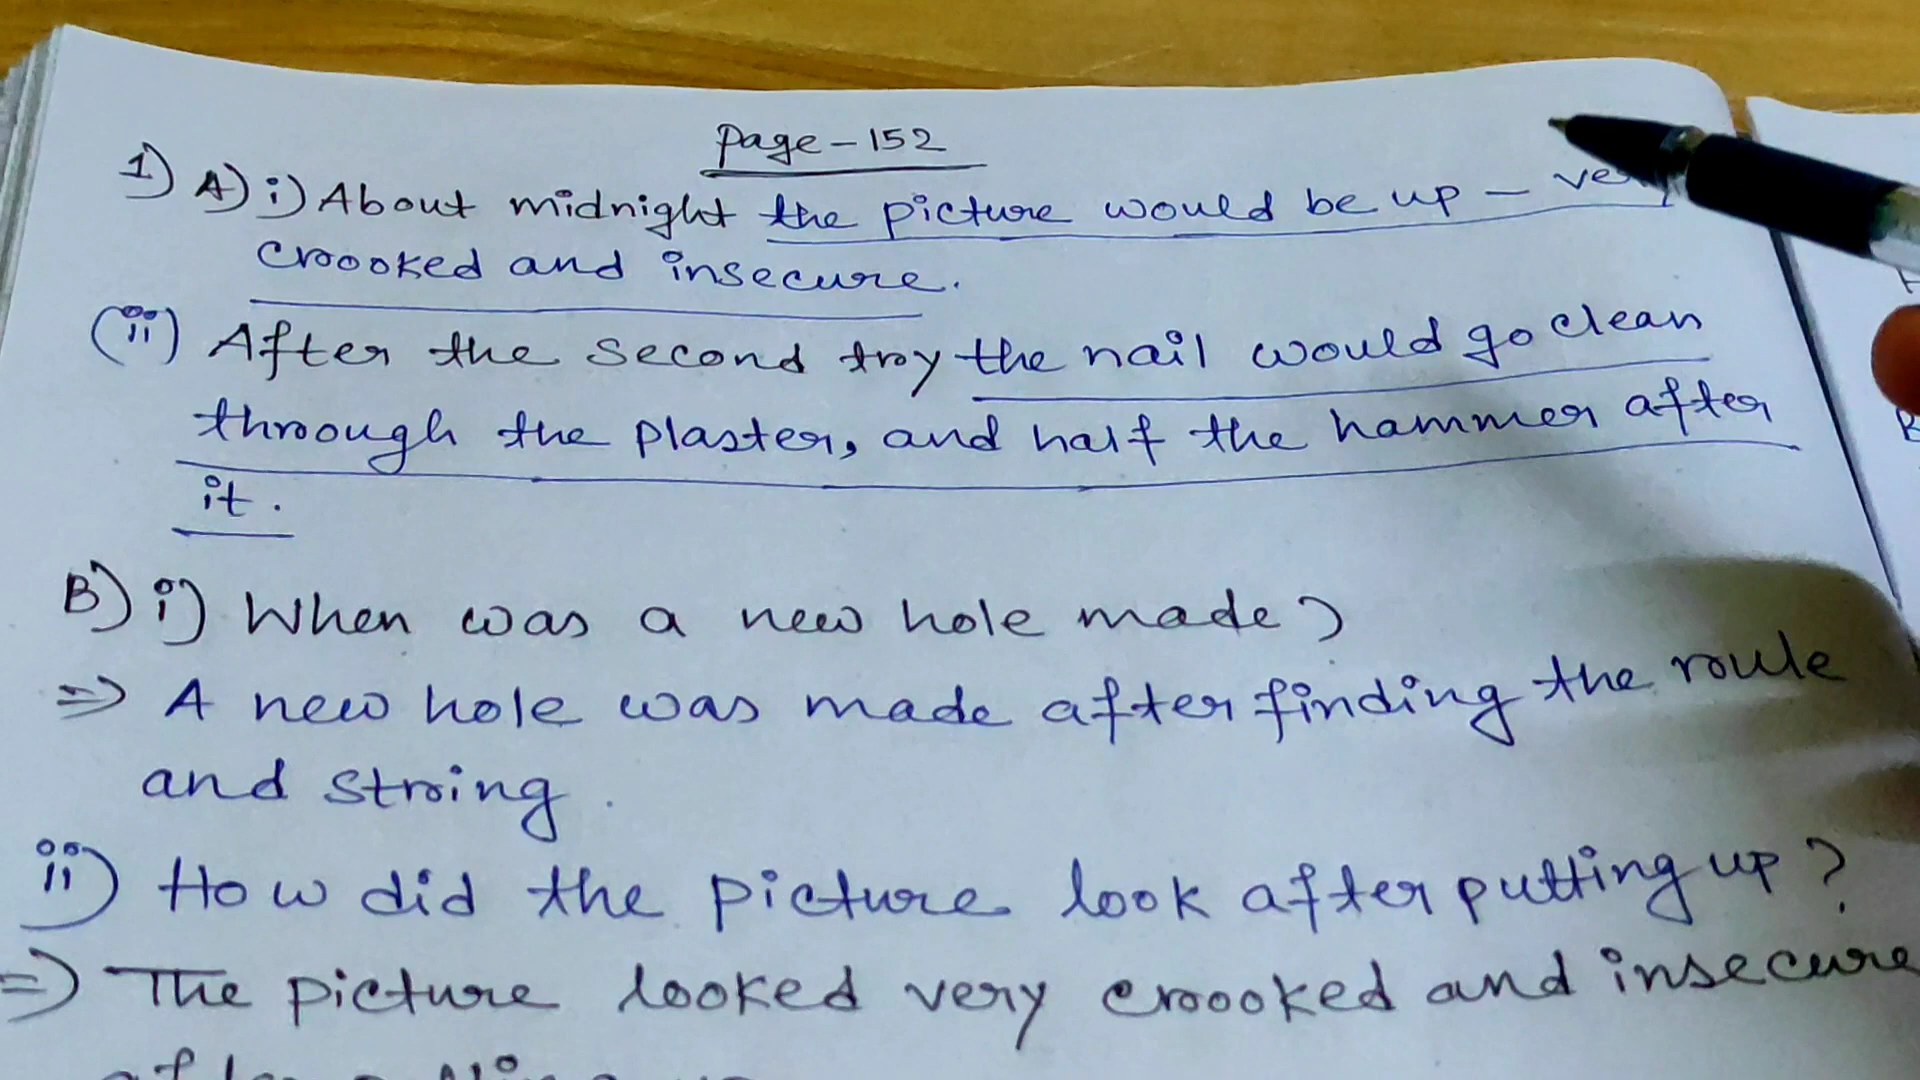 Page-152
1) A) i) About midnight the picture would be up – very
crooked and insecure.
(ii) After the second try the nail would go clean
through the plaster, and half the hammer after
it.
B) i) When was a new hole made?
⇒ A new hole was made after finding the roule
and string.
ii) How did the picture look after putting up?
⇒ The picture looked very crooked and insecure